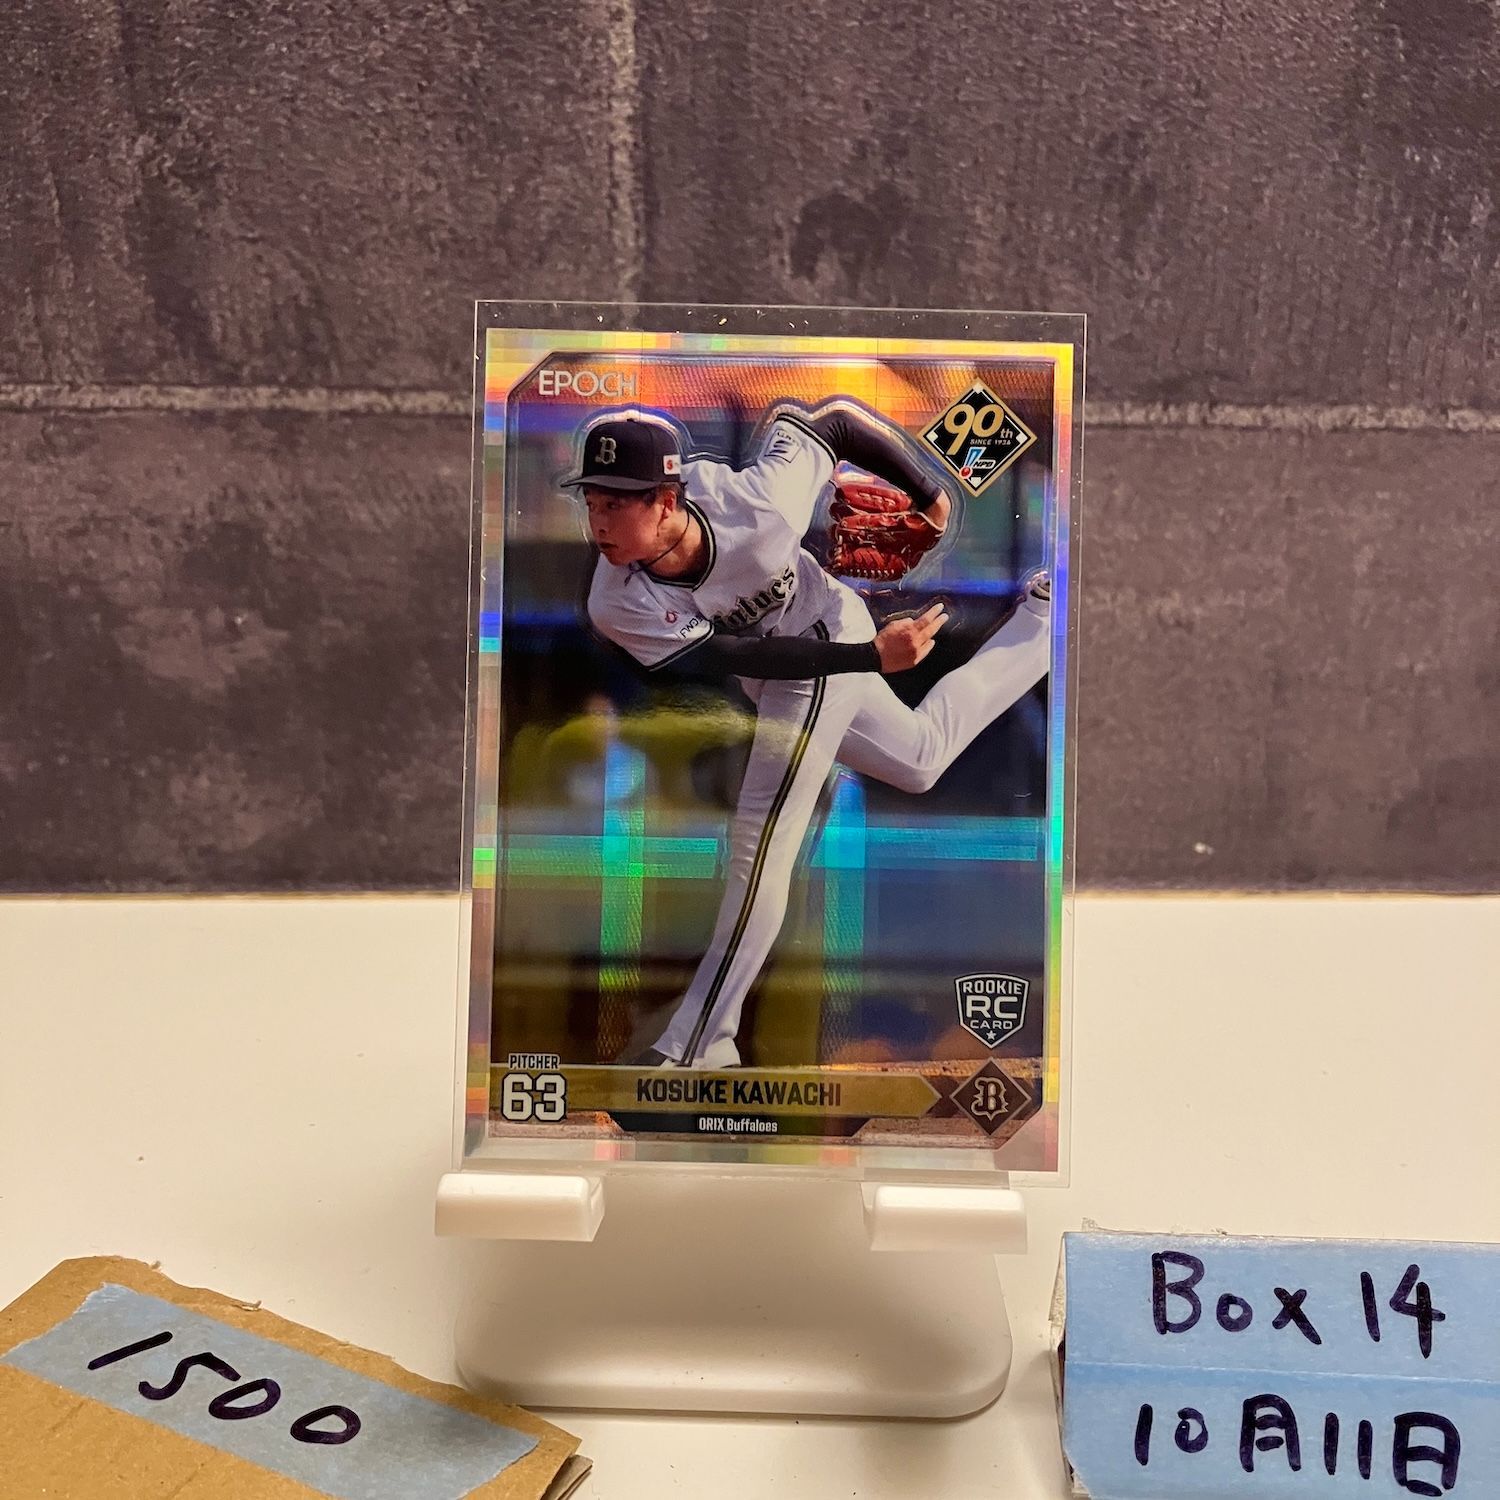 EPOCH
90th
SINCE 1936
NPB
B
FWD
ROOKIE
RC
CARD
PITCHER
63
KOSUKE KAWACHI
B
ORIX Buffaloes
1500
Box 14
10月11日